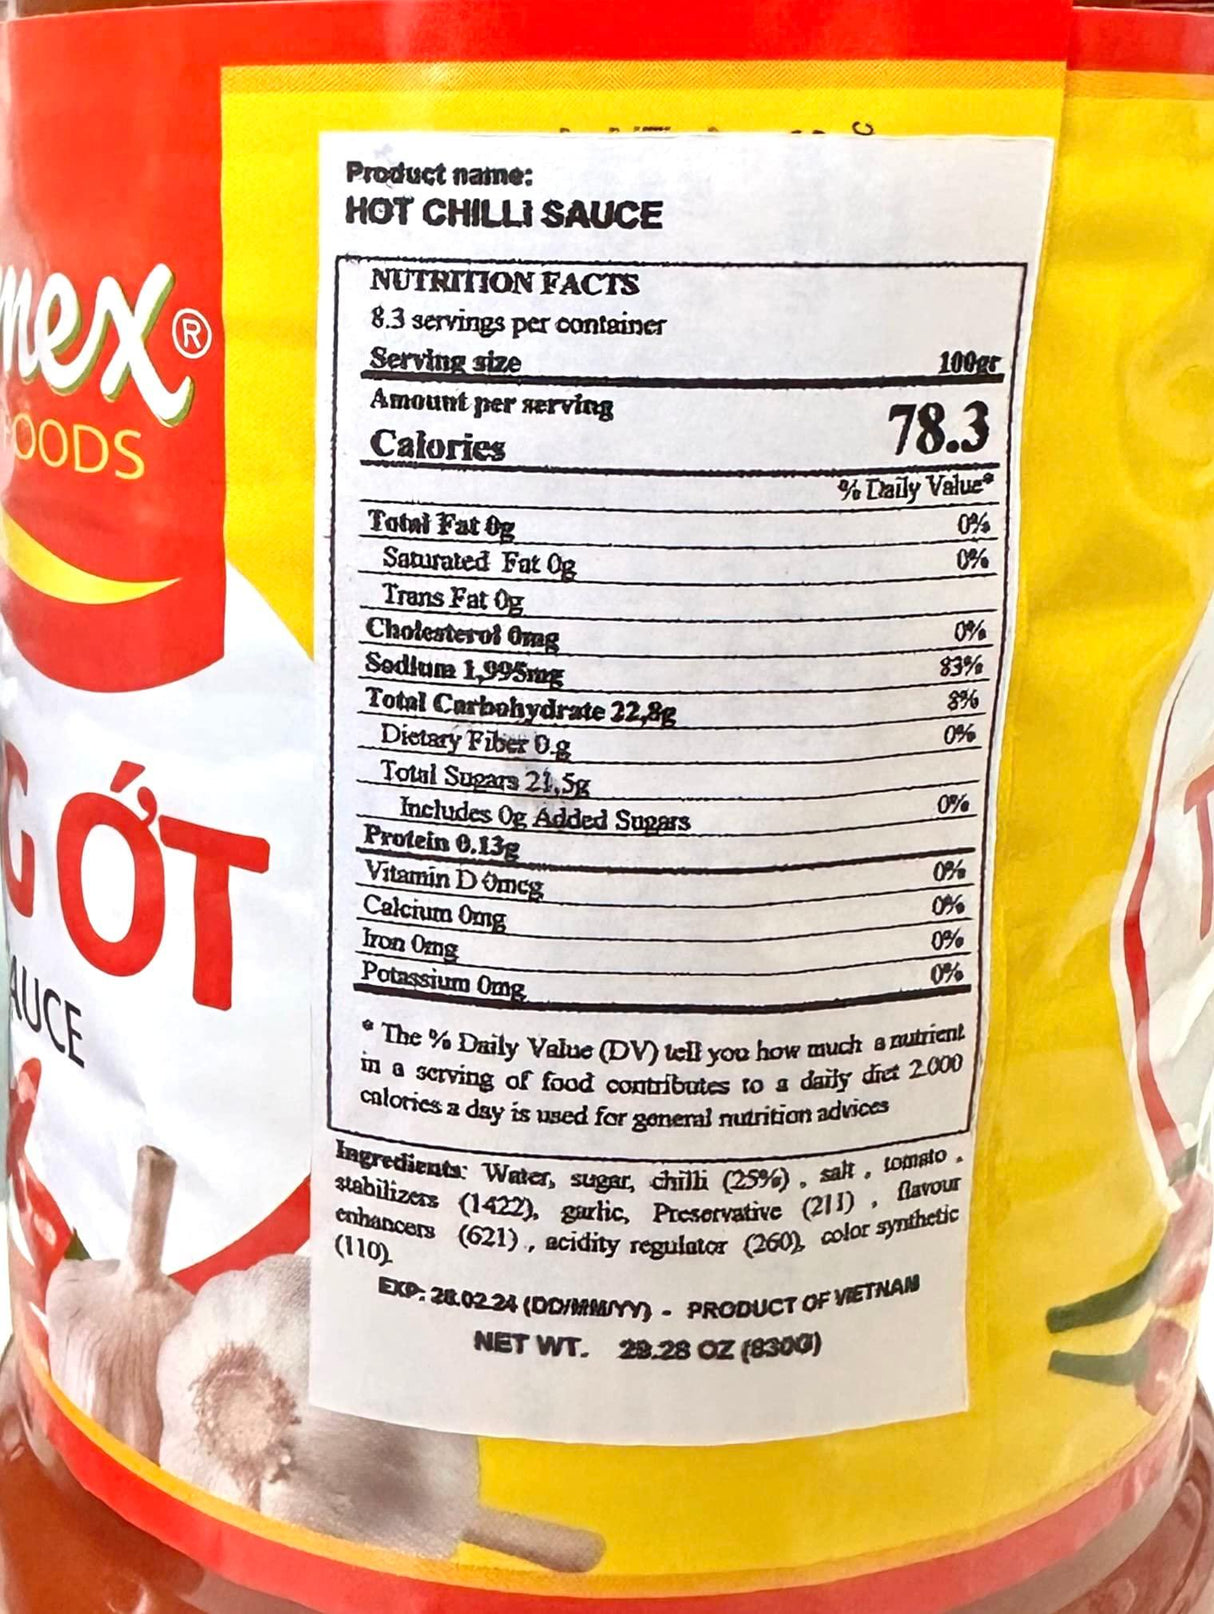 mex®
FOODS
G ỚT
AUCE
Product name:
HOT CHILLi SAUCE
NUTRITION FACTS
8.3 servings per container
Serving size 100gr
Amount per serving
Calories 78.3
% Daily Value*
Total Fat 0g 0%
Saturated Fat 0g 0%
Trans Fat 0g
Cholesterol 0mg 0%
Sodium 1,995mg 83%
Total Carbohydrate 22,8g 8%
Dietary Fiber 0.g 0%
Total Sugars 21,5g
Includes 0g Added Sugars 0%
Protein 0.13g
Vitamin D 0mcg 0%
Calcium 0mg 0%
Iron 0mg 0%
Potassium 0mg 0%
* The % Daily Value (DV) tell you how much a nutrient
in a serving of food contributes to a daily diet 2.000
calories a day is used for general nutrition advices
Ingredients: Water, sugar, chilli (25%) , salt , tomato ,
stabilizers (1422), garlic, Preservative (211) , flavour
enhancers (621) , acidity regulator (260), color synthetic
(110).
EXP: 28.02.24 (DD/MM/YY) - PRODUCT OF VIETNAM
NET WT. 29.28 OZ (830G)